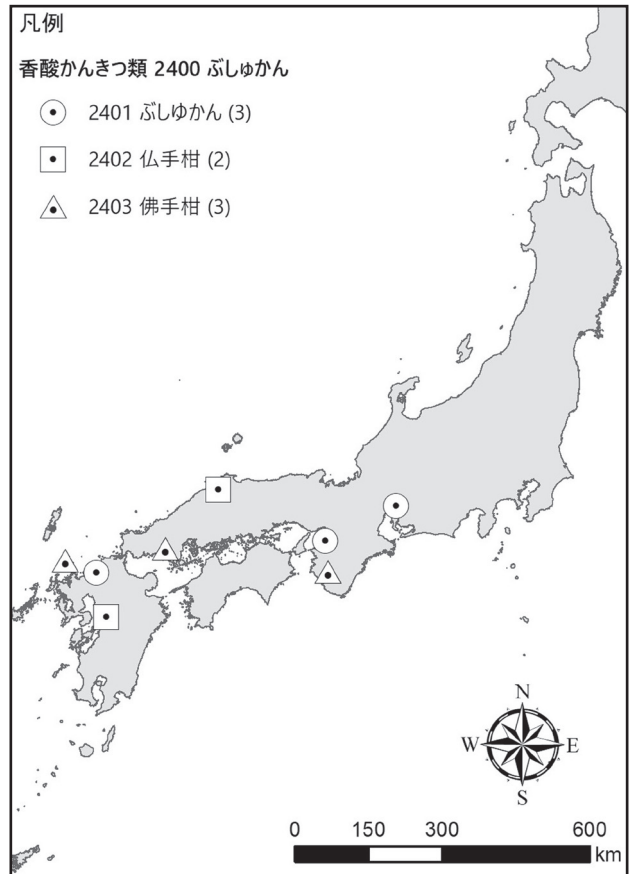 凡例
香酸かんきつ類 2400 ぶしゅかん
2401 ぶしゆかん (3)
2402 仏手柑 (2)
2403 佛手柑 (3)
N
W E
S
0 150 300 600
km